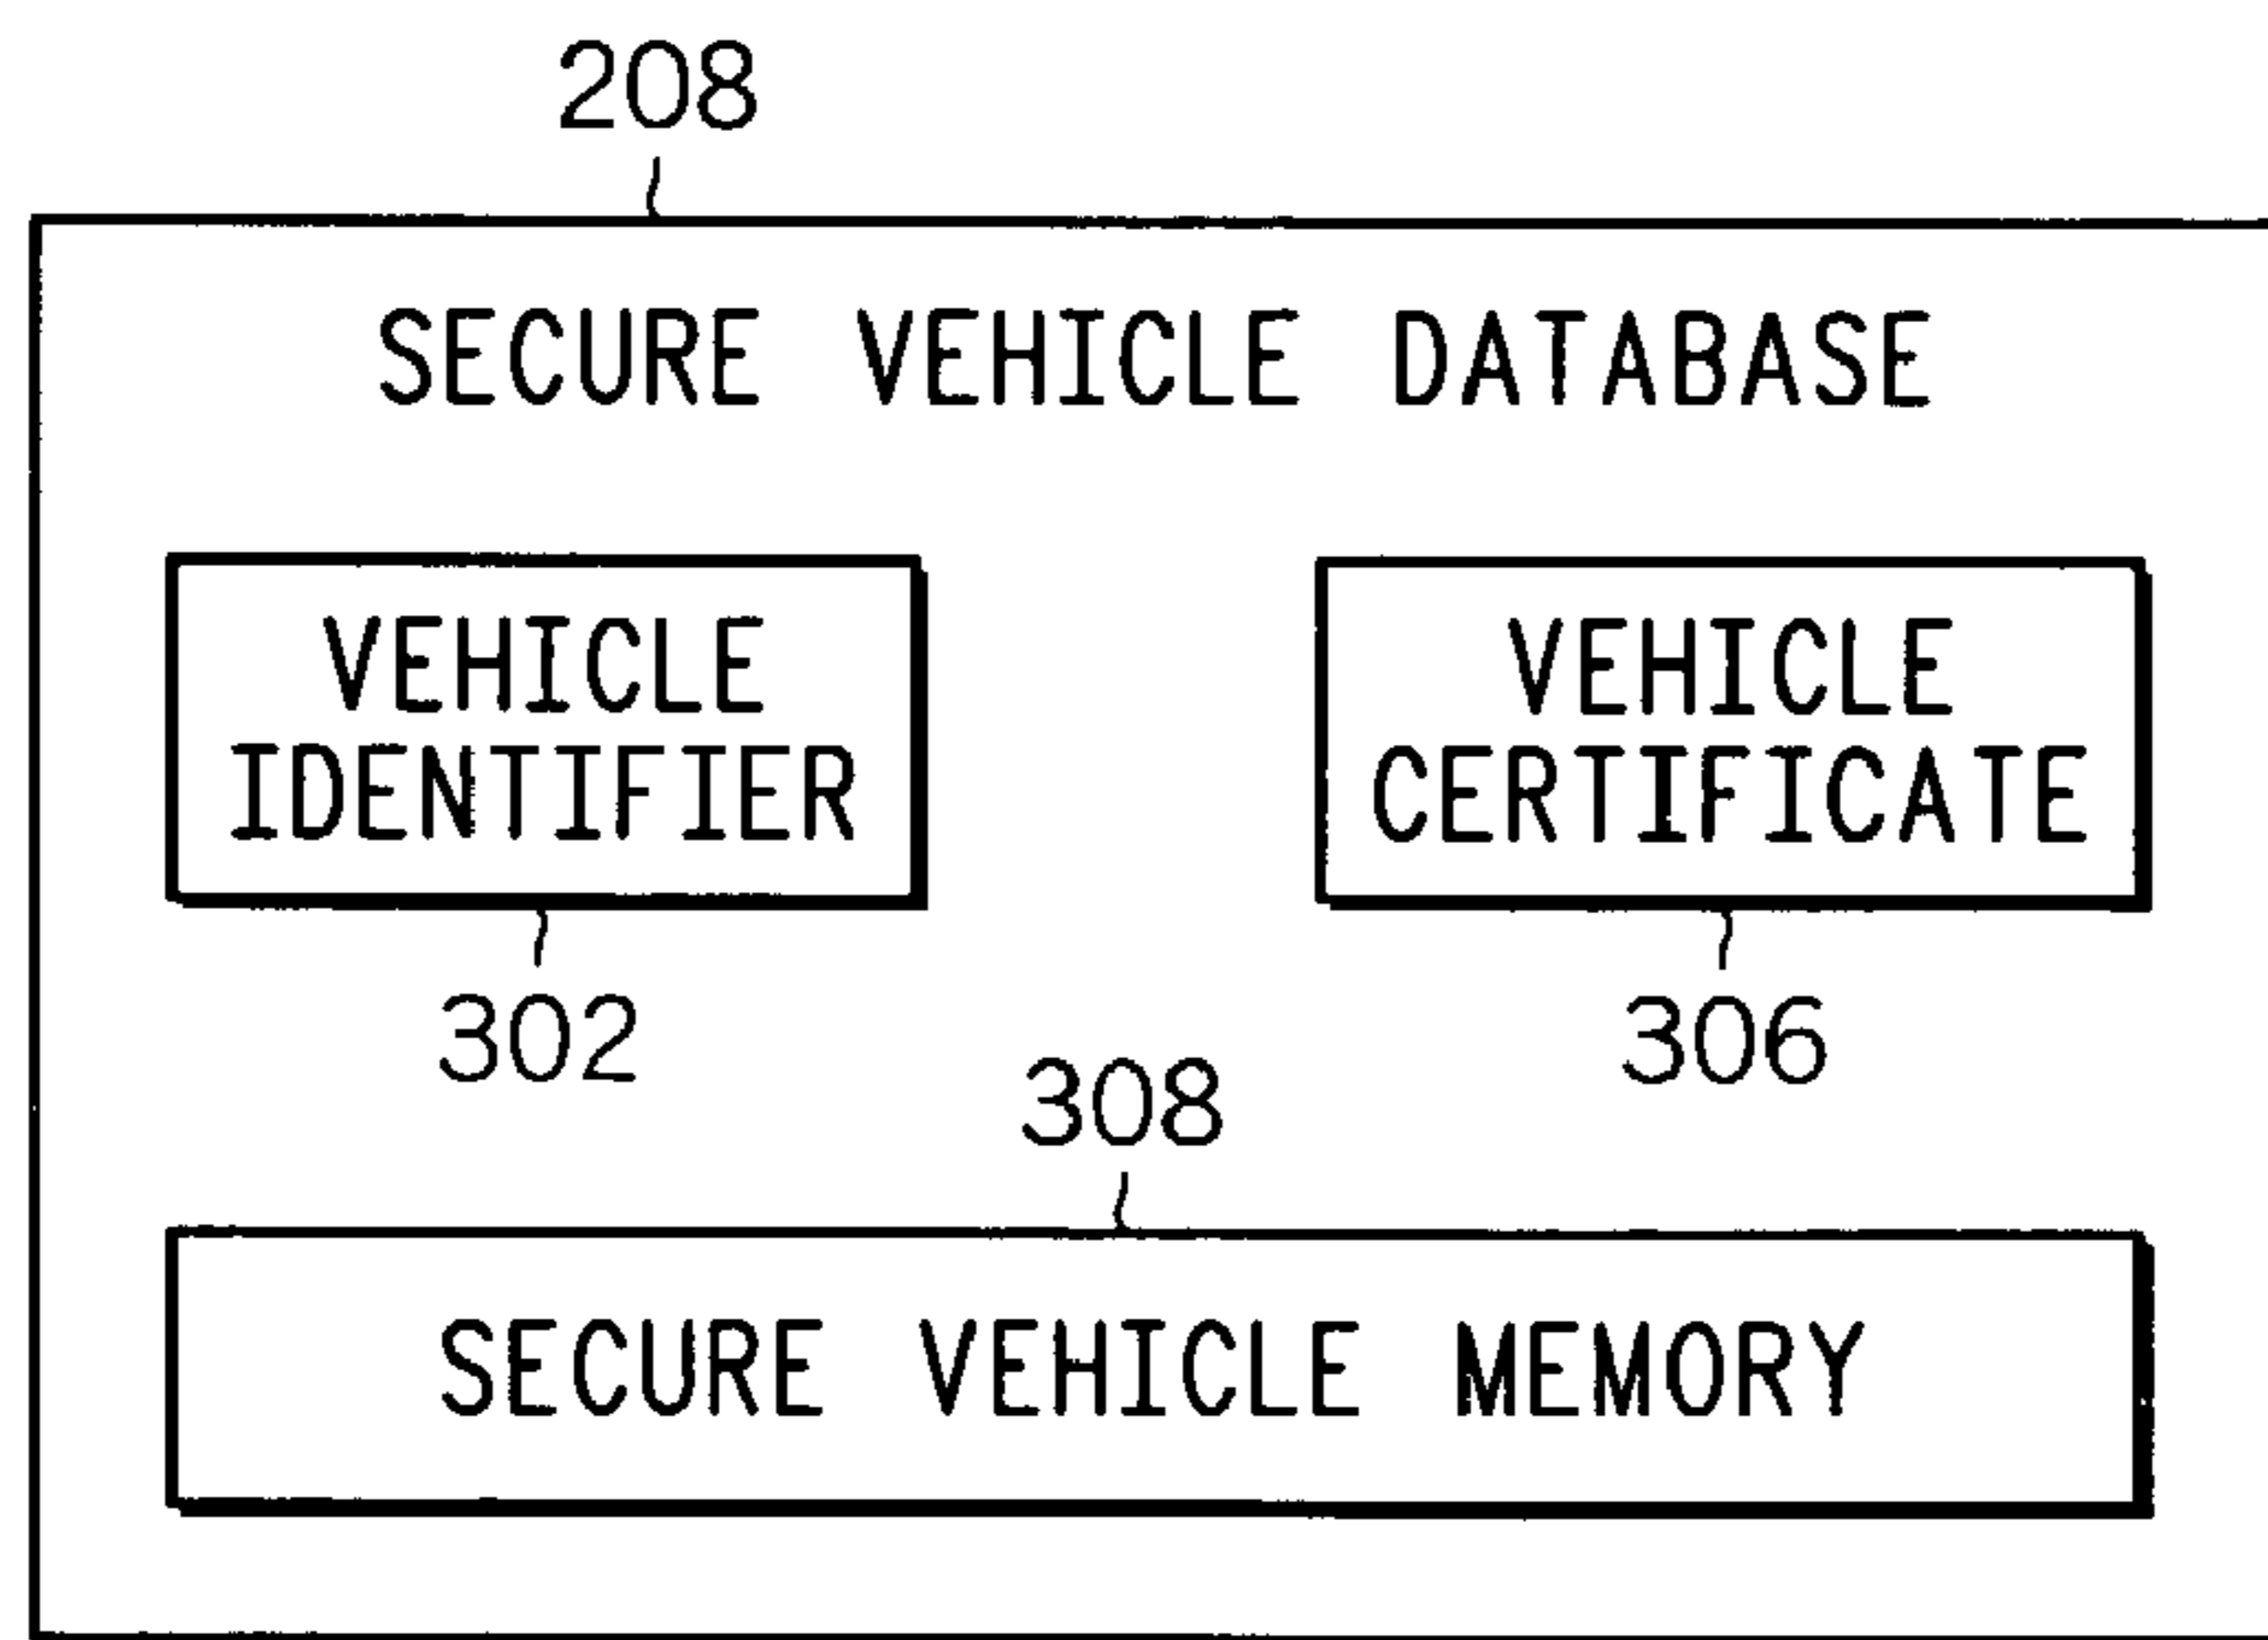 208
SECURE VEHICLE DATABASE
VEHICLE
IDENTIFIER
VEHICLE
CERTIFICATE
302
306
308
SECURE VEHICLE MEMORY